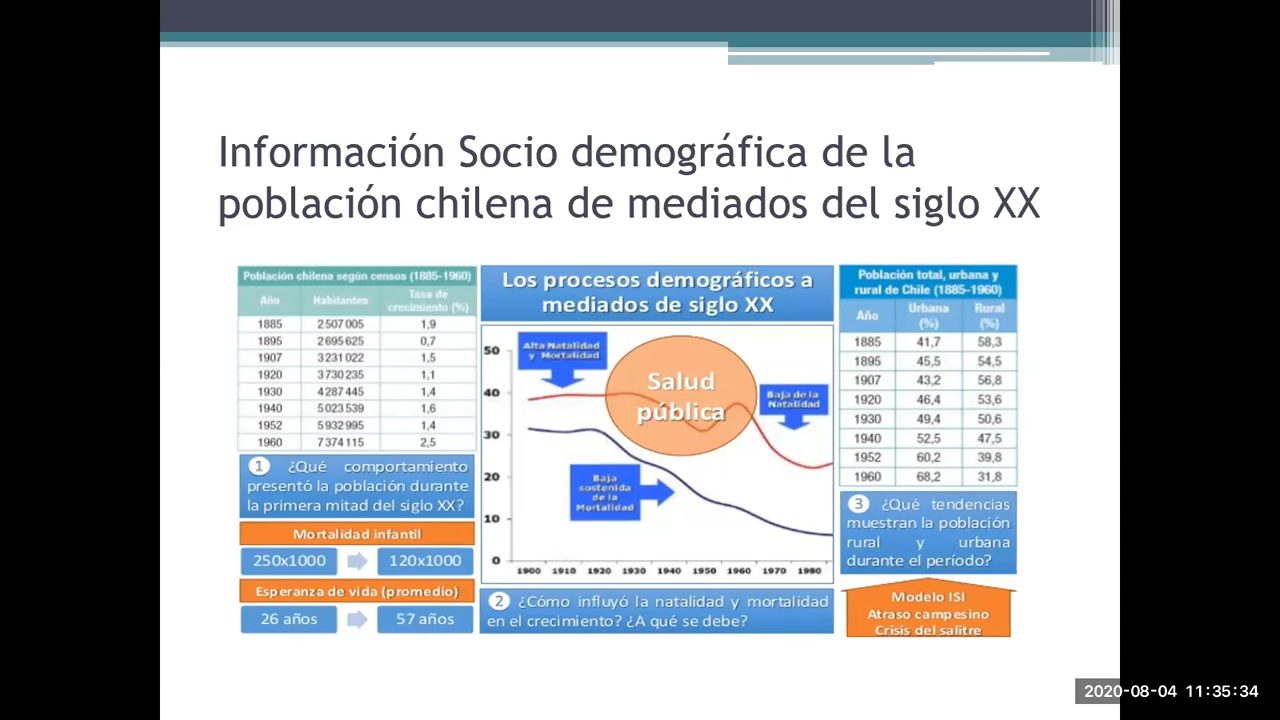 Información Socio demográfica de la
población chilena de mediados del siglo XX
Población chilena según censos (1885-1960)
Año Habitantes Tasa de crecimiento (%)
1885 2 507 005 1,9
1895 2 695 625 0,7
1907 3 231 022 1,5
1920 3 730 235 1,1
1930 4 287 445 1,4
1940 5 023 539 1,6
1952 5 932 995 1,4
1960 7 374 115 2,5
1 ¿Qué comportamiento
presentó la población durante
la primera mitad del siglo XX?
Mortalidad infantil
250x1000 120x1000
Esperanza de vida (promedio)
26 años 57 años
Los procesos demográficos a
mediados de siglo XX
Alta Natalidad
y Mortalidad
Salud
pública
Baja de la
Natalidad
Baja
sostenida
de la
Mortalidad
50
40
30
20
10
0
1900 1910 1920 1930 1940 1950 1960 1970 1980
2 ¿Cómo influyó la natalidad y mortalidad
en el crecimiento? ¿A qué se debe?
Población total, urbana y
rural de Chile (1885-1960)
Año Urbana (%) Rural (%)
1885 41,7 58,3
1895 45,5 54,5
1907 43,2 56,8
1920 46,4 53,6
1930 49,4 50,6
1940 52,5 47,5
1952 60,2 39,8
1960 68,2 31,8
3 ¿Qué tendencias
muestran la población
rural y urbana
durante el período?
Modelo ISI
Atraso campesino
Crisis del salitre
2020-08-04 11:35:34